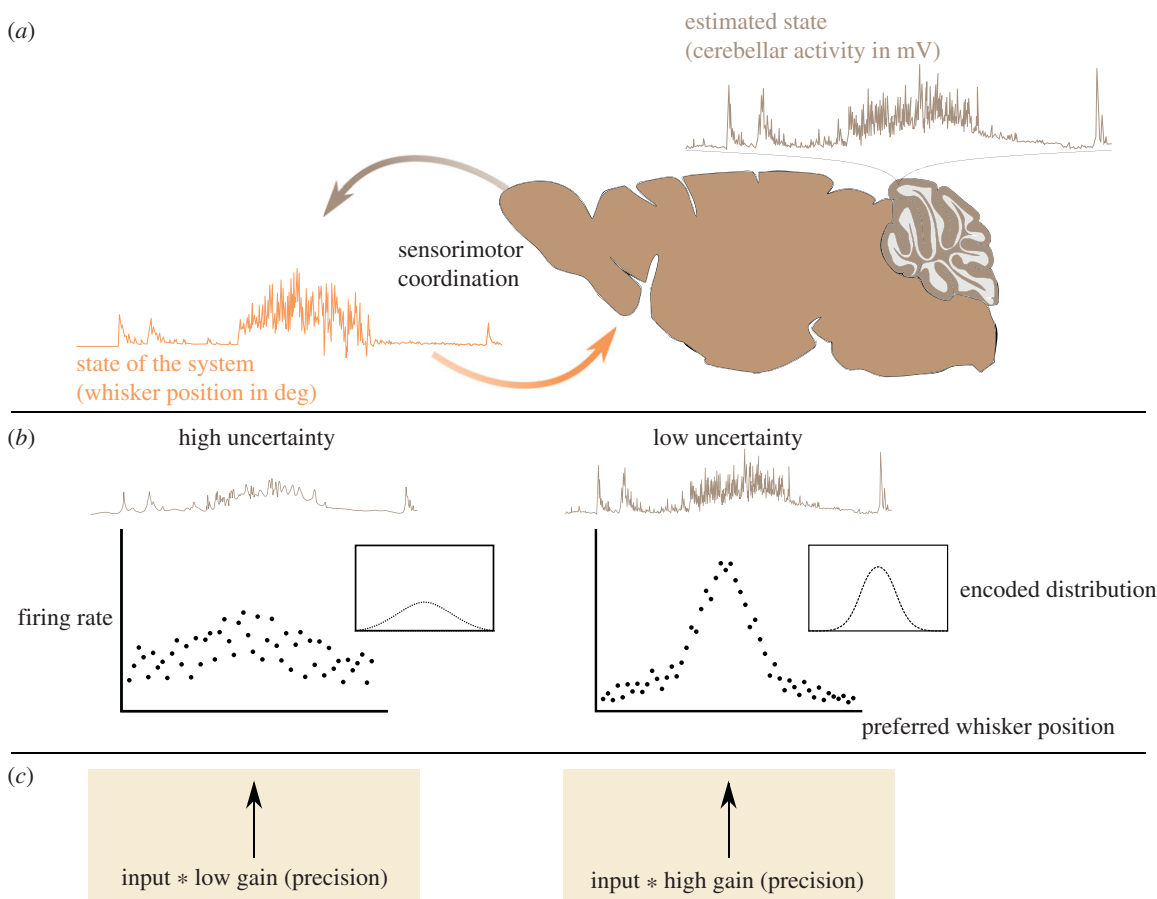 (a)
estimated state
(cerebellar activity in mV)
sensorimotor
coordination
state of the system
(whisker position in deg)
(b)
high uncertainty
low uncertainty
firing rate
encoded distribution
preferred whisker position
(c)
input * low gain (precision)
input * high gain (precision)